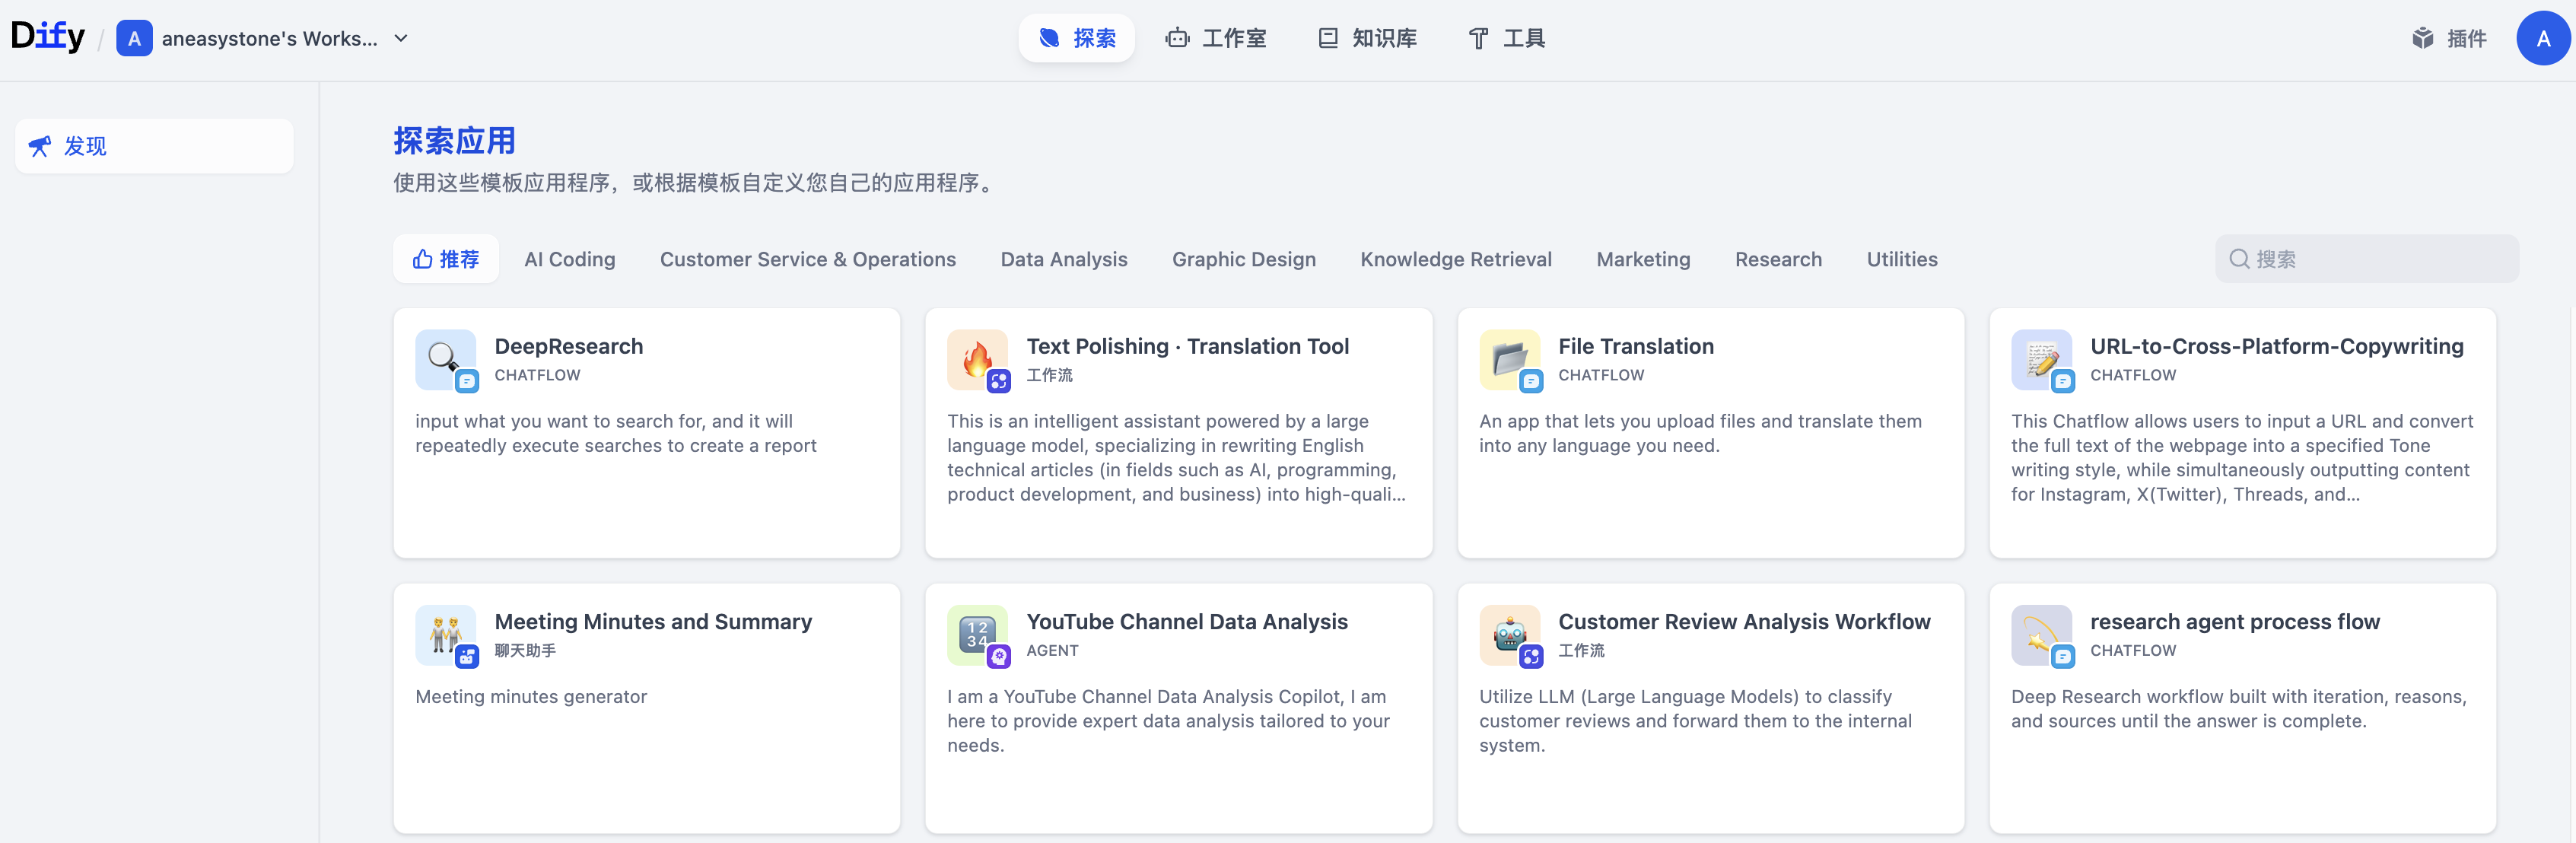 Dify / A aneasystone's Works...
探索 工作室 知识库 工具
插件 A
发现
探索应用
使用这些模板应用程序，或根据模板自定义您自己的应用程序。
推荐 AI Coding Customer Service & Operations Data Analysis Graphic Design Knowledge Retrieval Marketing Research Utilities
搜索
DeepResearch
CHATFLOW
input what you want to search for, and it will
repeatedly execute searches to create a report
Text Polishing · Translation Tool
工作流
This is an intelligent assistant powered by a large
language model, specializing in rewriting English
technical articles (in fields such as AI, programming,
product development, and business) into high-quali...
File Translation
CHATFLOW
An app that lets you upload files and translate them
into any language you need.
URL-to-Cross-Platform-Copywriting
CHATFLOW
This Chatflow allows users to input a URL and convert
the full text of the webpage into a specified Tone
writing style, while simultaneously outputting content
for Instagram, X(Twitter), Threads, and...
Meeting Minutes and Summary
聊天助手
Meeting minutes generator
1 2
3 4
YouTube Channel Data Analysis
AGENT
I am a YouTube Channel Data Analysis Copilot, I am
here to provide expert data analysis tailored to your
needs.
Customer Review Analysis Workflow
工作流
Utilize LLM (Large Language Models) to classify
customer reviews and forward them to the internal
system.
research agent process flow
CHATFLOW
Deep Research workflow built with iteration, reasons,
and sources until the answer is complete.